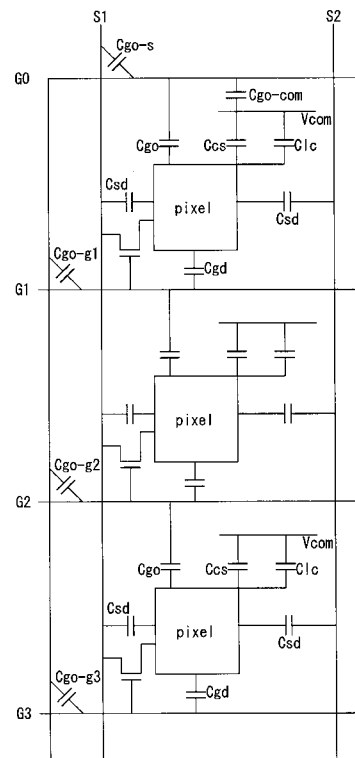 S1 S2
Cgo-s
G0
Cgo-com
Vcom
Cgo Ccs Clc
Csd
pixel
Csd
Cgo-g1
Cgd
G1
pixel
Cgo-g2
G2
Vcom
Cgo Ccs Clc
Csd
pixel
Csd
Cgo-g3
Cgd
G3